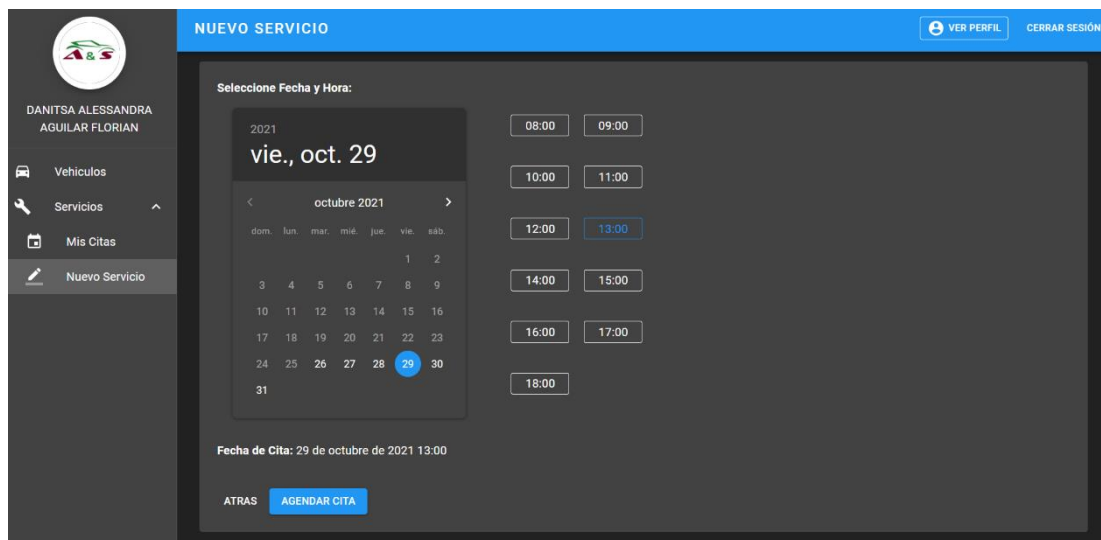 A & S
DANITSA ALESSANDRA
AGUILAR FLORIAN
Vehiculos
Servicios
Mis Citas
Nuevo Servicio
NUEVO SERVICIO
VER PERFIL
CERRAR SESIÓN
Seleccione Fecha y Hora:
2021
vie., oct. 29
octubre 2021
dom. lun. mar. mié. jue. vie. sáb.
1 2
3 4 5 6 7 8 9
10 11 12 13 14 15 16
17 18 19 20 21 22 23
24 25 26 27 28 29 30
31
08:00 09:00
10:00 11:00
12:00 13:00
14:00 15:00
16:00 17:00
18:00
Fecha de Cita: 29 de octubre de 2021 13:00
ATRAS AGENDAR CITA